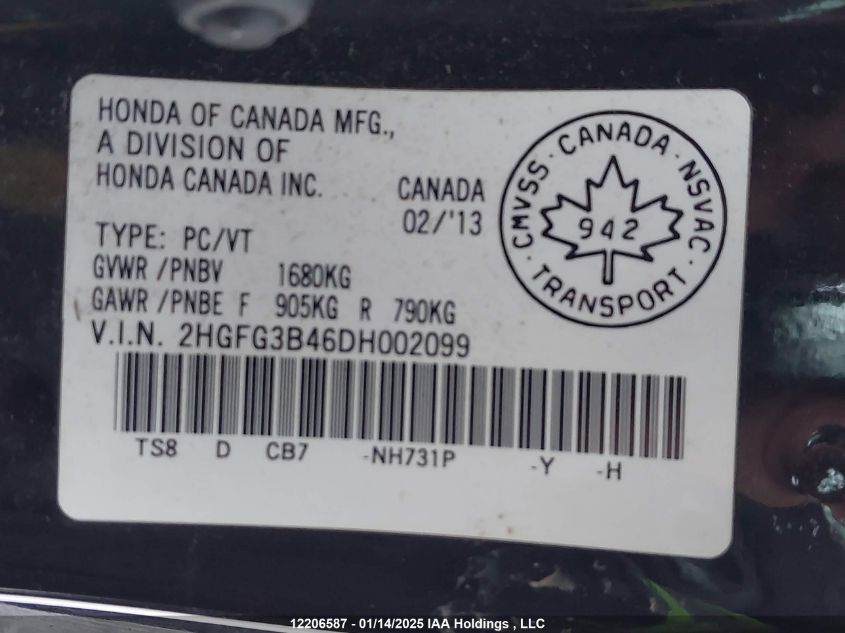 HONDA OF CANADA MFG.,
A DIVISION OF
HONDA CANADA INC.
CANADA
02/'13
TYPE: PC/VT
GVWR /PNBV 1680KG
GAWR /PNBE F 905KG R 790KG
V.I.N. 2HGFG3B46DH002099
CMVSS · CANADA · NSVAC · TRANSPORT ·
942
TS8 D CB7 -NH731P -Y -H
12206587 - 01/14/2025 IAA Holdings , LLC